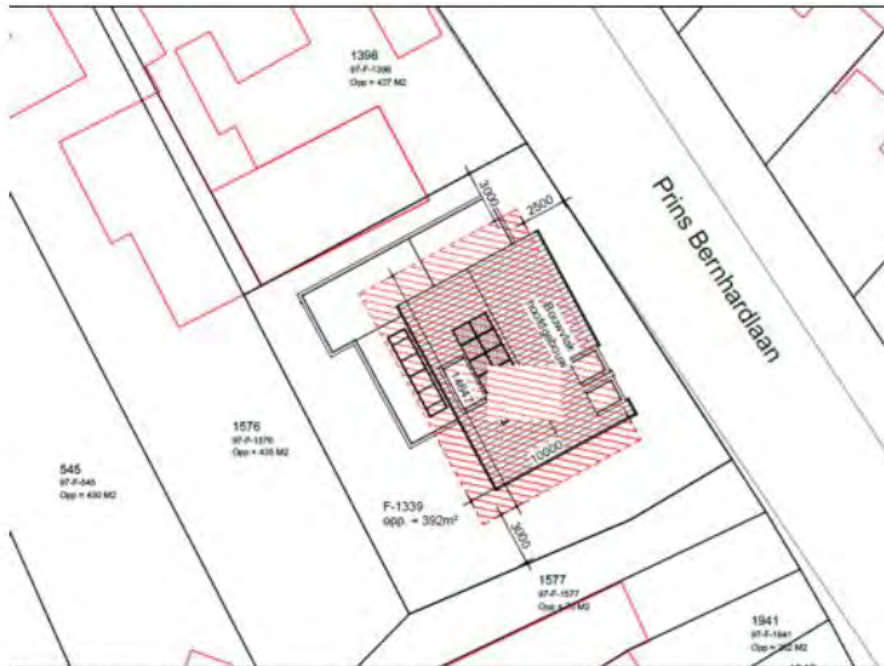 1398
97-F-1398
Opp = 427 M2
3000
2500
Prins Bernhardlaan
Bouwvlak
hoofdgebouw
14647
10000
1576
97-F-1576
Opp = 435 M2
545
97-F-545
Opp = 430 M2
F-1339
opp. = 392m²
3000
1577
97-F-1577
1941
97-F-1941